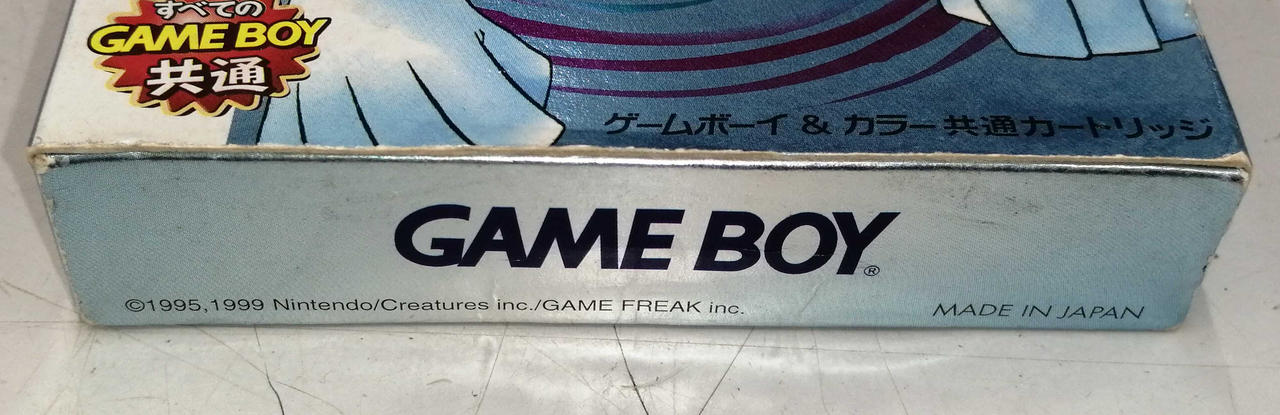 すべての
GAME BOY
共通
ゲームボーイ & カラー共通カートリッジ
GAME BOY®
©1995,1999 Nintendo/Creatures inc./GAME FREAK inc.
MADE IN JAPAN